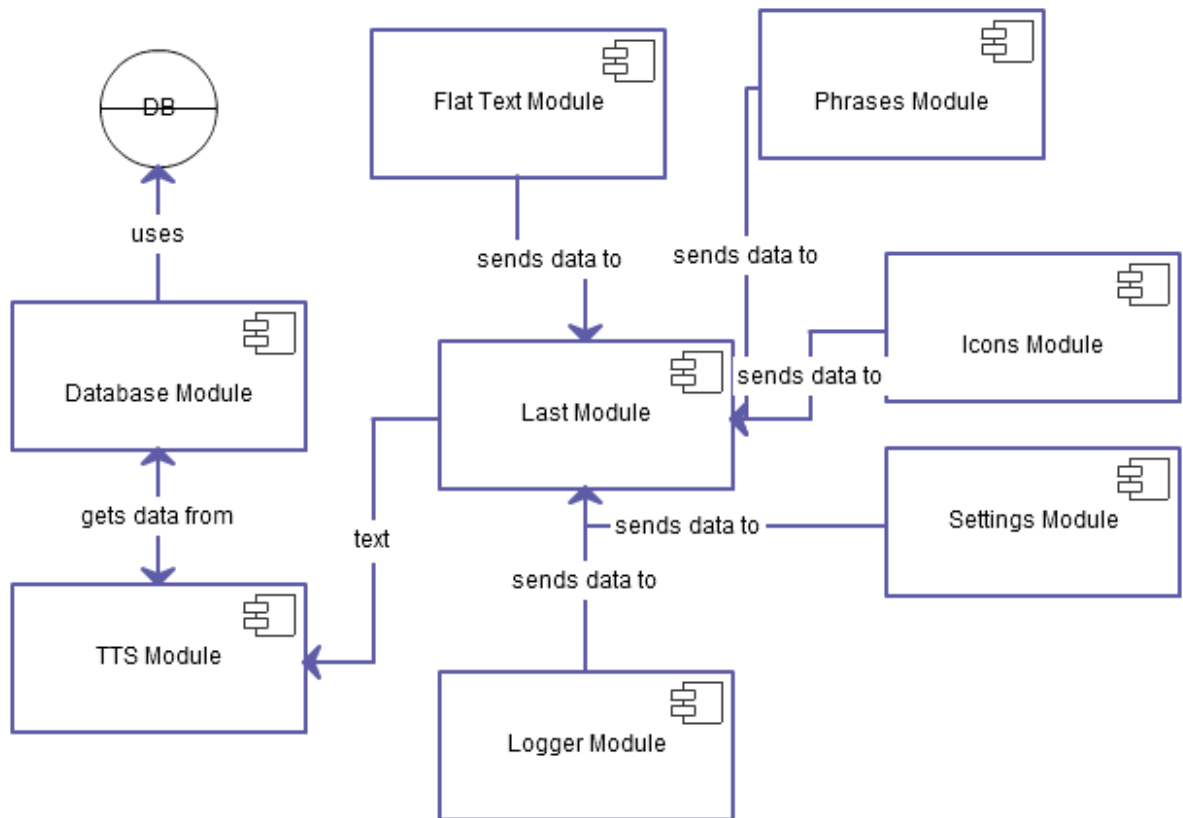 DB
Flat Text Module
Phrases Module
uses
sends data to
sends data to
Icons Module
sends data to
Database Module
Last Module
gets data from
text
sends data to
Settings Module
sends data to
TTS Module
Logger Module